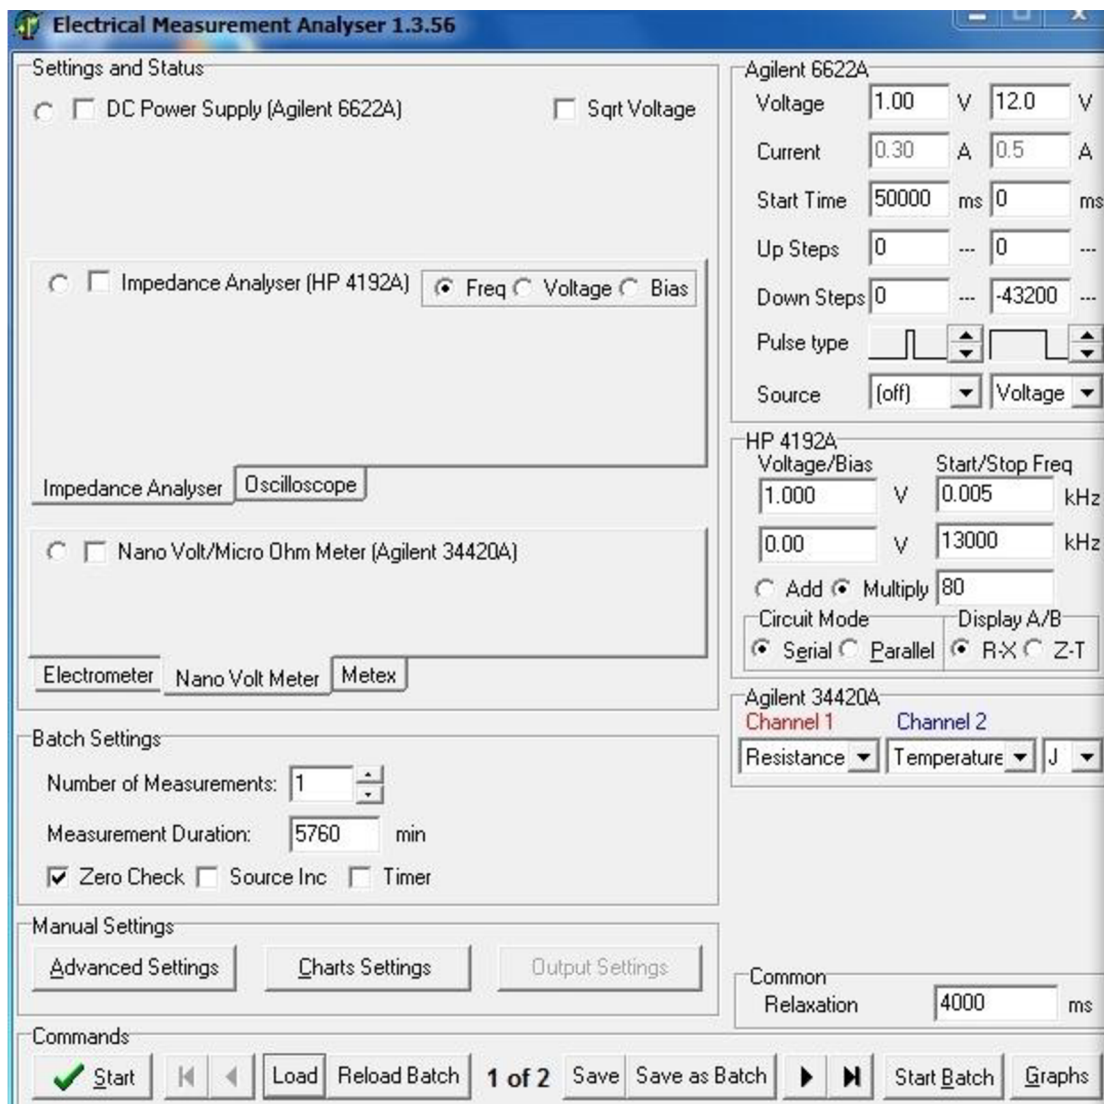 Electrical Measurement Analyser 1.3.56
Settings and Status
DC Power Supply (Agilent 6622A)
Sqrt Voltage
Impedance Analyser (HP 4192A)
Freq Voltage Bias
Impedance Analyser Oscilloscope
Nano Volt/Micro Ohm Meter (Agilent 34420A)
Electrometer Nano Volt Meter Metex
Batch Settings
Number of Measurements: 1
Measurement Duration: 5760 min
Zero Check Source Inc Timer
Manual Settings
Advanced Settings Charts Settings Output Settings
Agilent 6622A
Voltage 1.00 V 12.0 V
Current 0.30 A 0.5 A
Start Time 50000 ms 0 ms
Up Steps 0 --- 0 ---
Down Steps 0 --- -43200 ---
Pulse type
Source (off) Voltage
HP 4192A
Voltage/Bias Start/Stop Freq
1.000 V 0.005 kHz
0.00 V 13000 kHz
Add Multiply 80
Circuit Mode Display A/B
Serial Parallel R-X Z-T
Agilent 34420A
Channel 1 Channel 2
Resistance Temperature J
Common
Relaxation 4000 ms
Commands
Start Load Reload Batch 1 of 2 Save Save as Batch Start Batch Graphs